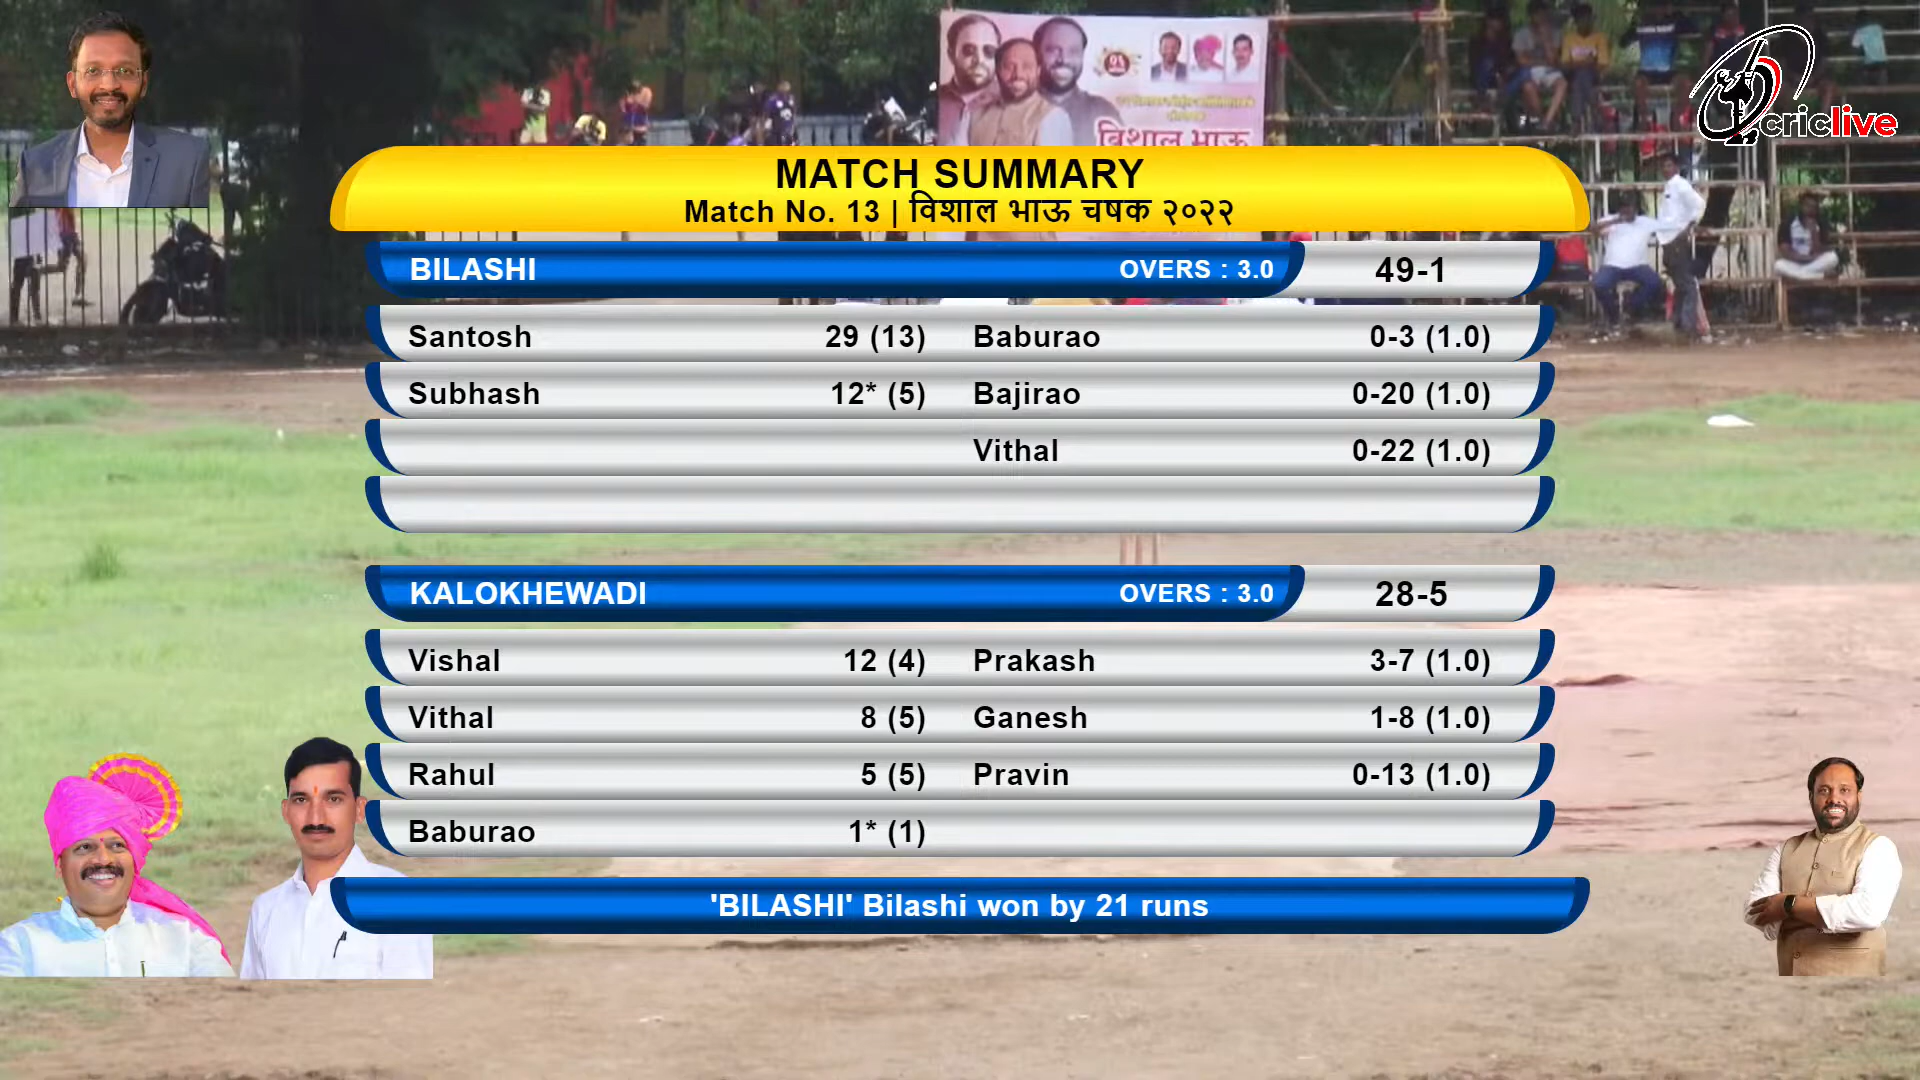 criclive
विशाल भाऊ
MATCH SUMMARY
Match No. 13 | विशाल भाऊ चषक २०२२
BILASHI OVERS : 3.0 49-1
Santosh 29 (13) Baburao 0-3 (1.0)
Subhash 12* (5) Bajirao 0-20 (1.0)
Vithal 0-22 (1.0)
KALOKHEWADI OVERS : 3.0 28-5
Vishal 12 (4) Prakash 3-7 (1.0)
Vithal 8 (5) Ganesh 1-8 (1.0)
Rahul 5 (5) Pravin 0-13 (1.0)
Baburao 1* (1)
'BILASHI' Bilashi won by 21 runs